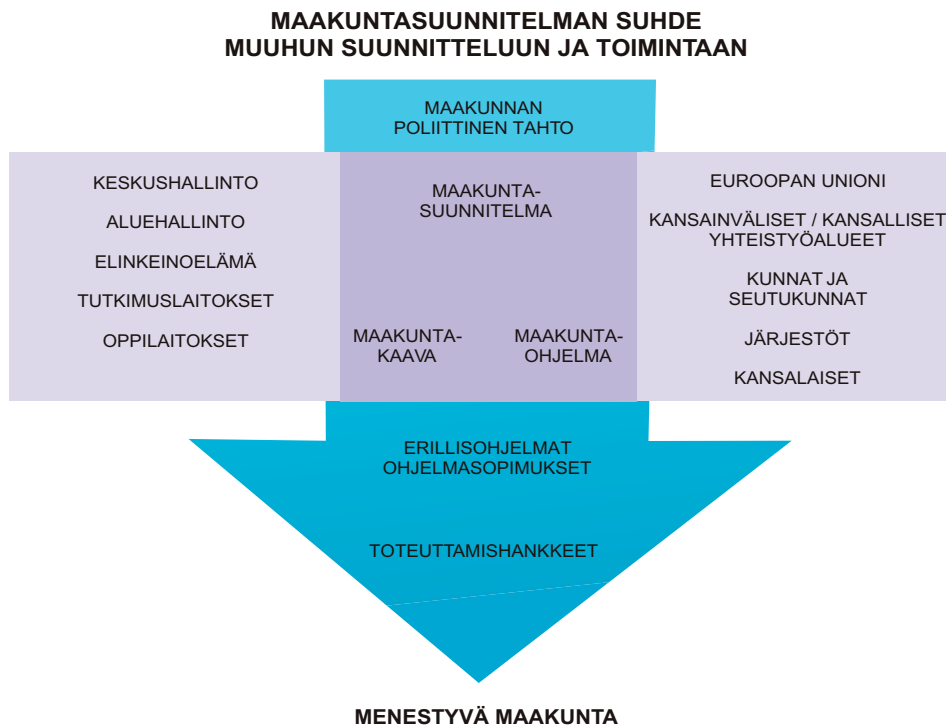 MAAKUNTASUUNNITELMAN SUHDE
MUUHUN SUUNNITTELUUN JA TOIMINTAAN
MAAKUNNAN
POLIITTINEN TAHTO
KESKUSHALLINTO
ALUEHALLINTO
ELINKEINOELÄMÄ
TUTKIMUSLAITOKSET
OPPILAITOKSET
MAAKUNTA-
SUUNNITELMA
MAAKUNTA-
KAAVA
MAAKUNTA-
OHJELMA
EUROOPAN UNIONI
KANSAINVÄLISET / KANSALLISET
YHTEISTYÖALUEET
KUNNAT JA
SEUTUKUNNAT
JÄRJESTÖT
KANSALAISET
ERILLISOHJELMAT
OHJELMASOPIMUKSET
TOTEUTTAMISHANKKEET
MENESTYVÄ MAAKUNTA